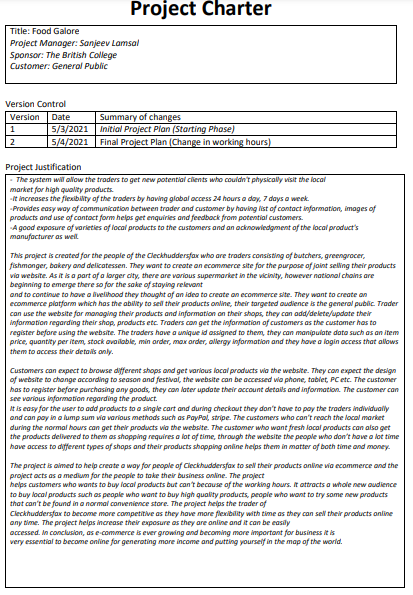 Project Charter
Title: Food Galore
Project Manager: Sanjeev Lamsal
Sponsor: The British College
Customer: General Public
Version Control
Version Date Summary of changes
1 5/3/2021 Initial Project Plan (Starting Phase)
2 5/4/2021 Final Project Plan (Change in working hours)
Project Justification
- The system will allow the traders to get new potential clients who couldn't physically visit the local
market for high quality products.
-It increases the flexibility of the traders by having global access 24 hours a day, 7 days a week.
-Provides easy way of communication between trader and customer by having list of contact information, images of
products and use of contact form helps get enquiries and feedback from potential customers.
-A good exposure of varieties of local products to the customers and an acknowledgment of the local product's
manufacturer as well.
This project is created for the people of the Cleckhuddersfax who are traders consisting of butchers, greengrocer,
fishmonger, bakery and delicatessen. They want to create an ecommerce site for the purpose of joint selling their products
via website. As it is a part of a larger city, there are various supermarket in the vicinity, however national chains are
beginning to emerge there so for the sake of staying relevant
and to continue to have a livelihood they thought of an idea to create an ecommerce site. They want to create an
ecommerce platform which has the ability to sell their products online, their targeted audience is the general public. Trader
can use the website for managing their products and information on their shops, they can add/delete/update their
information regarding their shop, products etc. Traders can get the information of customers as the customer has to
register before using the website. The traders have a unique id assigned to them, they can manipulate data such as an item
price, quantity per item, stock available, min order, max order, allergy information and they have a login access that allows
them to access their details only.
Customers can expect to browse different shops and get various local products via the website. They can expect the design
of website to change according to season and festival, the website can be accessed via phone, tablet, PC etc. The customer
has to register before purchasing any goods, they can later update their account details and information. The customer can
see various information regarding the product.
It is easy for the user to add products to a single cart and during checkout they don't have to pay the traders individually
and can pay in a lump sum via various methods such as PayPal, stripe. The customers who can't reach the local market
during the normal hours can get their products via the website. The customer who want fresh local products can also get
the products delivered to them as shopping requires a lot of time, through the website the people who don't have a lot time
have access to different types of shops and their products shopping online helps them in matter of both time and money.
The project is aimed to help create a way for people of Cleckhuddersfax to sell their products online via ecommerce and the
project acts as a medium for the people to take their business online. The project
helps customers who wants to buy local products but can't because of the working hours. It attracts a whole new audience
to buy local products such as people who want to buy high quality products, people who want to try some new products
that can't be found in a normal convenience store. The project helps the trader of
Cleckhuddersfax to become more competitive as they have more flexibility with time as they can sell their products online
any time. The project helps increase their exposure as they are online and it can be easily
accessed. In conclusion, as e-commerce is ever growing and becoming more important for business it is
very essential to become online for generating more income and putting yourself in the map of the world.